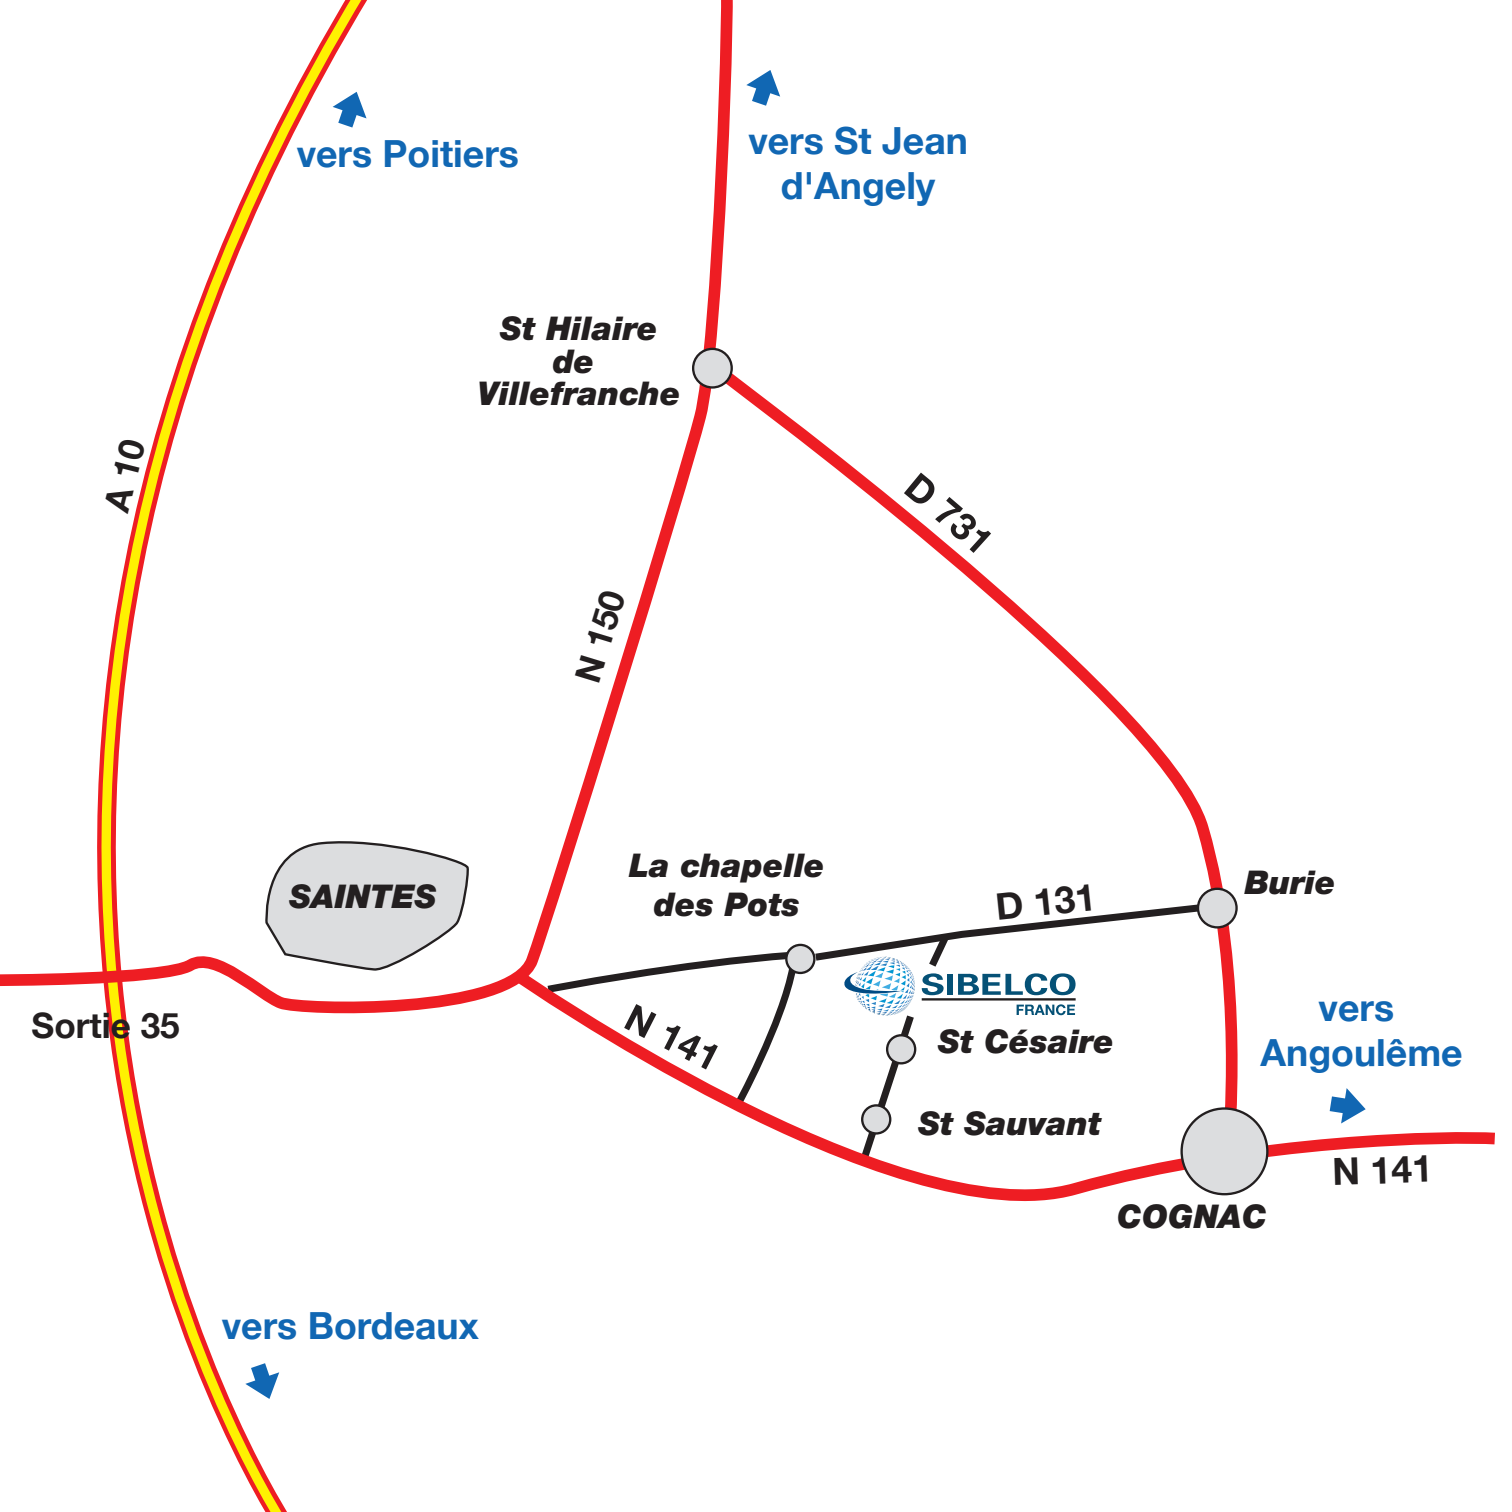 vers Poitiers
vers St Jean
d'Angely
St Hilaire
de
Villefranche
A 10
D 731
N 150
La chapelle
des Pots
SAINTES
D 131
Burie
SIBELCO
FRANCE
Sortie 35
N 141
St Césaire
vers
Angoulême
St Sauvant
N 141
COGNAC
vers Bordeaux